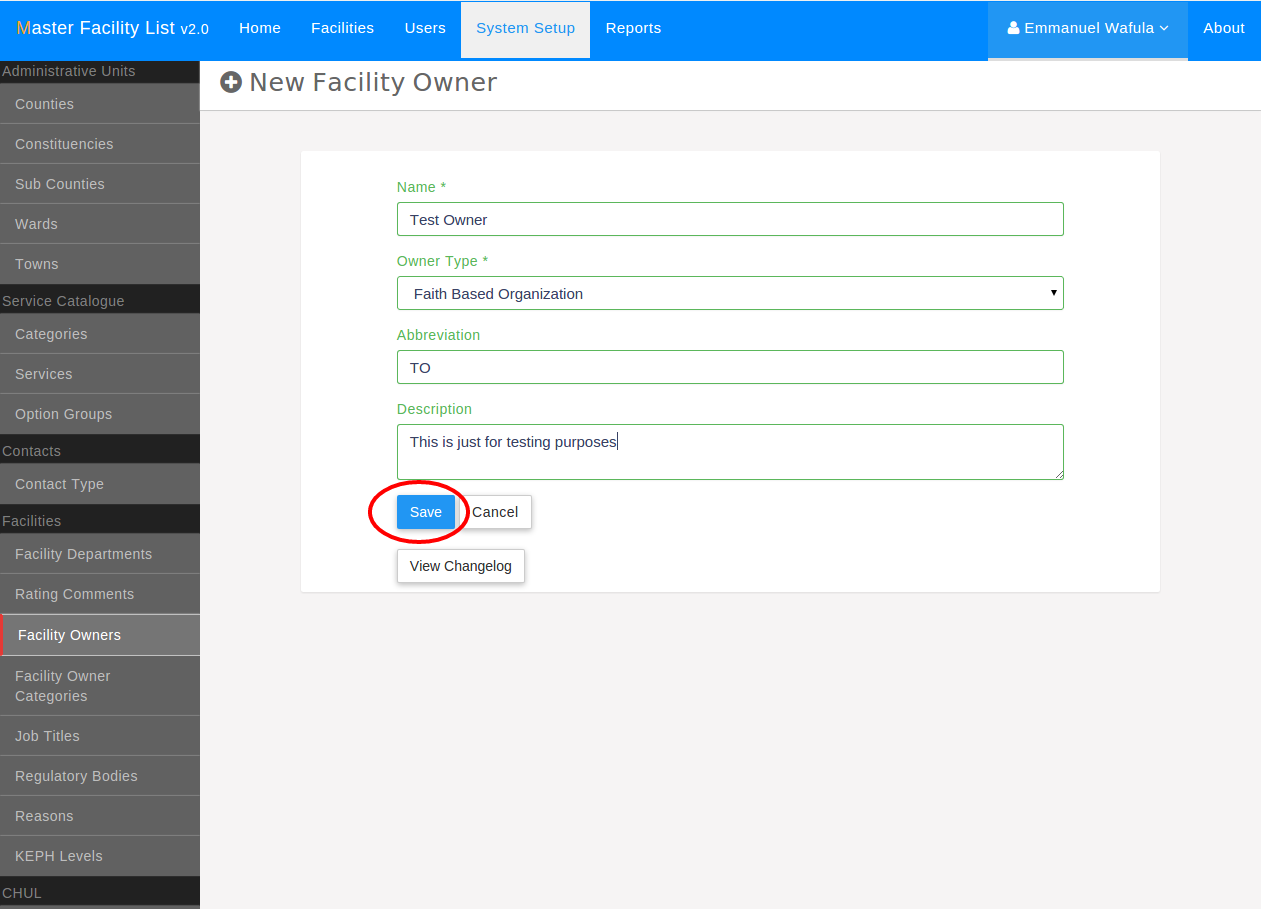 Master Facility List v2.0 Home Facilities Users System Setup Reports Emmanuel Wafula About
Administrative Units
Counties
Constituencies
Sub Counties
Wards
Towns
Service Catalogue
Categories
Services
Option Groups
Contacts
Contact Type
Facilities
Facility Departments
Rating Comments
Facility Owners
Facility Owner
Categories
Job Titles
Regulatory Bodies
Reasons
KEPH Levels
CHUL
New Facility Owner
Name *
Test Owner
Owner Type *
Faith Based Organization
Abbreviation
TO
Description
This is just for testing purposes
Save Cancel
View Changelog